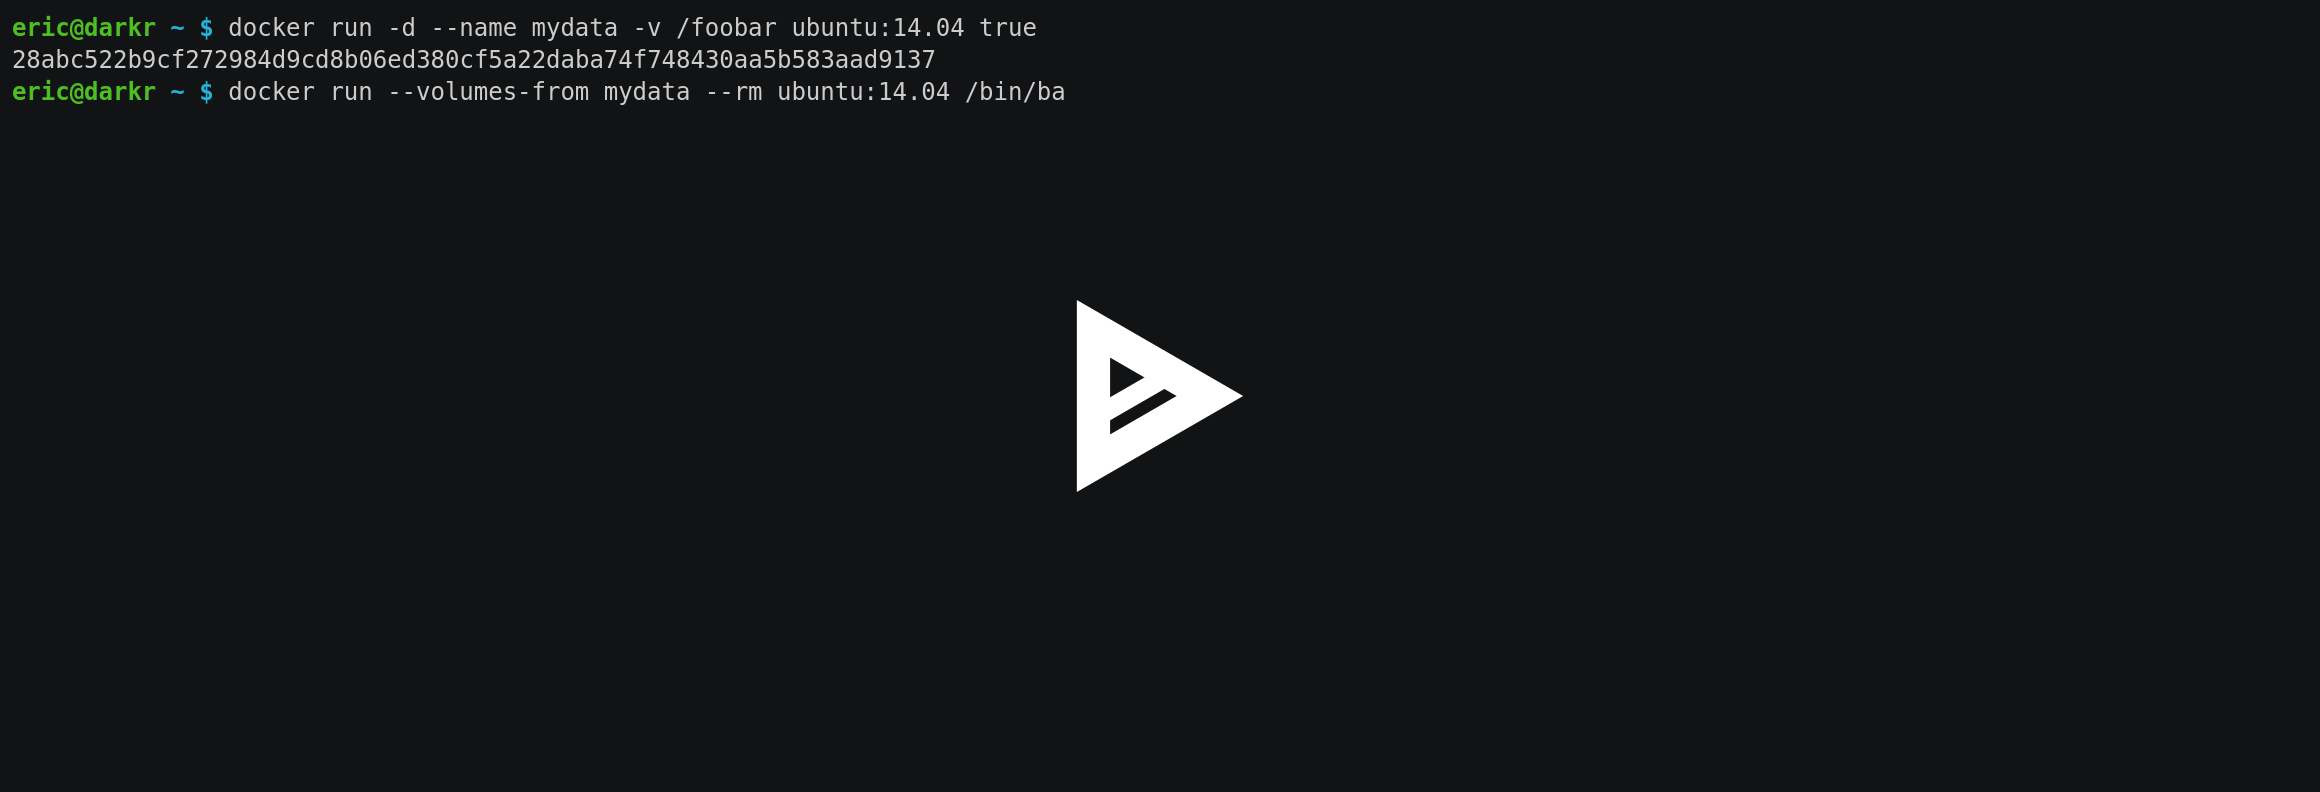 eric@darkr ~ $ docker run -d --name mydata -v /foobar ubuntu:14.04 true
28abc522b9cf272984d9cd8b06ed380cf5a22daba74f748430aa5b583aad9137
eric@darkr ~ $ docker run --volumes-from mydata --rm ubuntu:14.04 /bin/ba